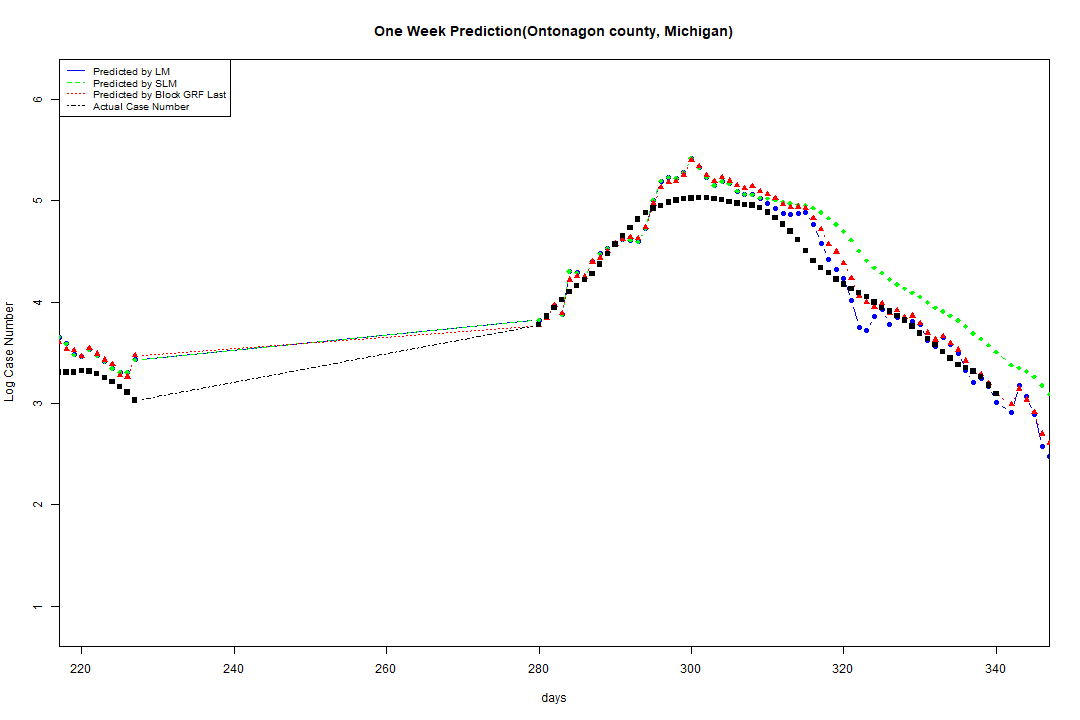 One Week Prediction(Ontonagon county, Michigan)
Predicted by LM
Predicted by SLM
Predicted by Block GRF Last
Actual Case Number
Log Case Number
6
5
4
3
2
1
220 240 260 280 300 320 340
days